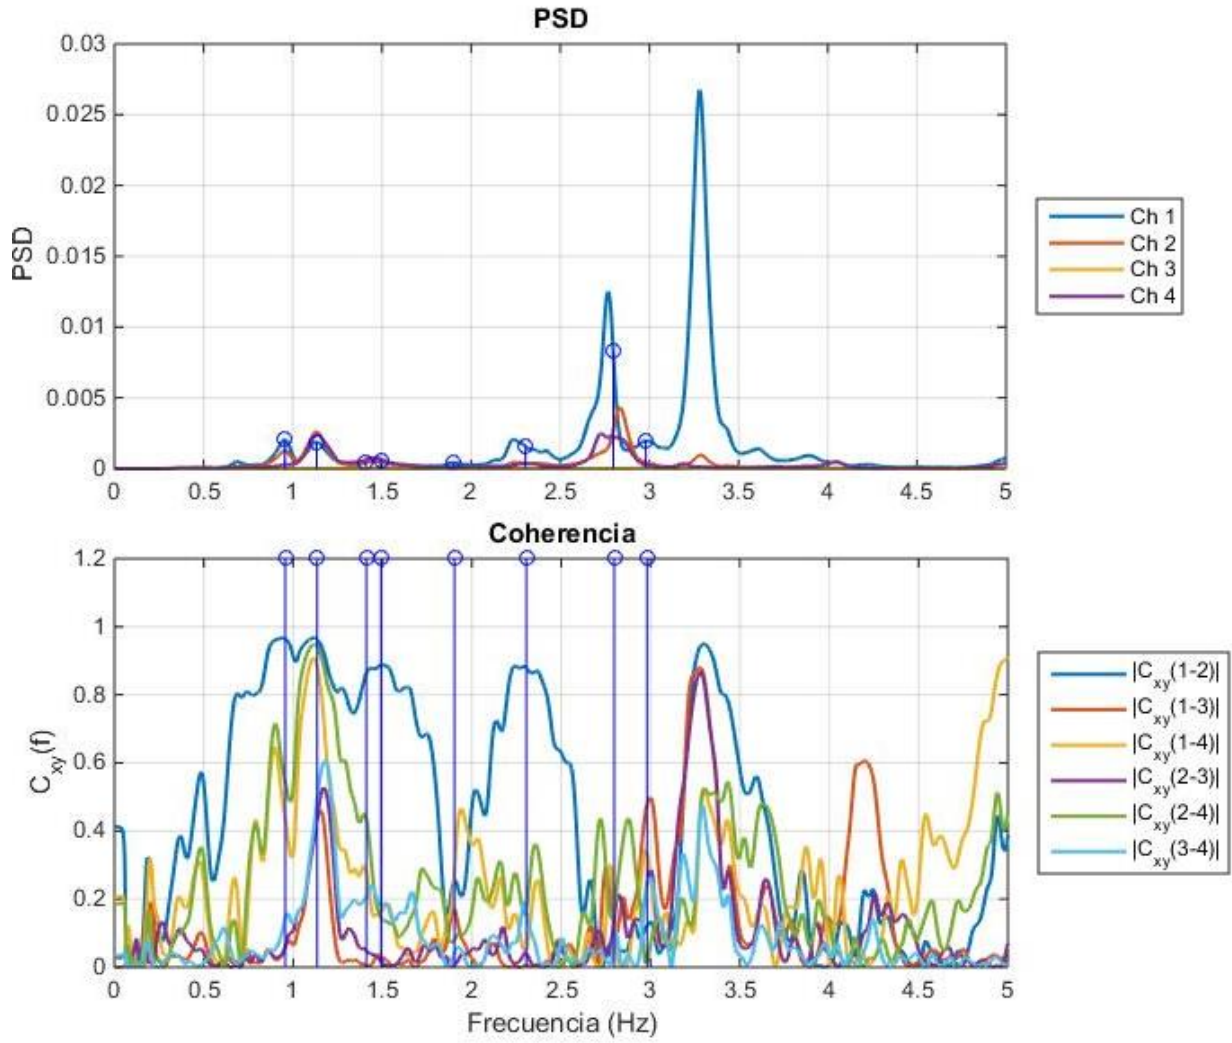 PSD
0.03
0.025
0.02
0.015
0.01
0.005
0
PSD
0 0.5 1 1.5 2 2.5 3 3.5 4 4.5 5
Ch 1
Ch 2
Ch 3
Ch 4
Coherencia
1.2
1
0.8
0.6
0.4
0.2
0
C_xy(f)
0 0.5 1 1.5 2 2.5 3 3.5 4 4.5 5
Frecuencia (Hz)
|C_xy(1-2)|
|C_xy(1-3)|
|C_xy(1-4)|
|C_xy(2-3)|
|C_xy(2-4)|
|C_xy(3-4)|